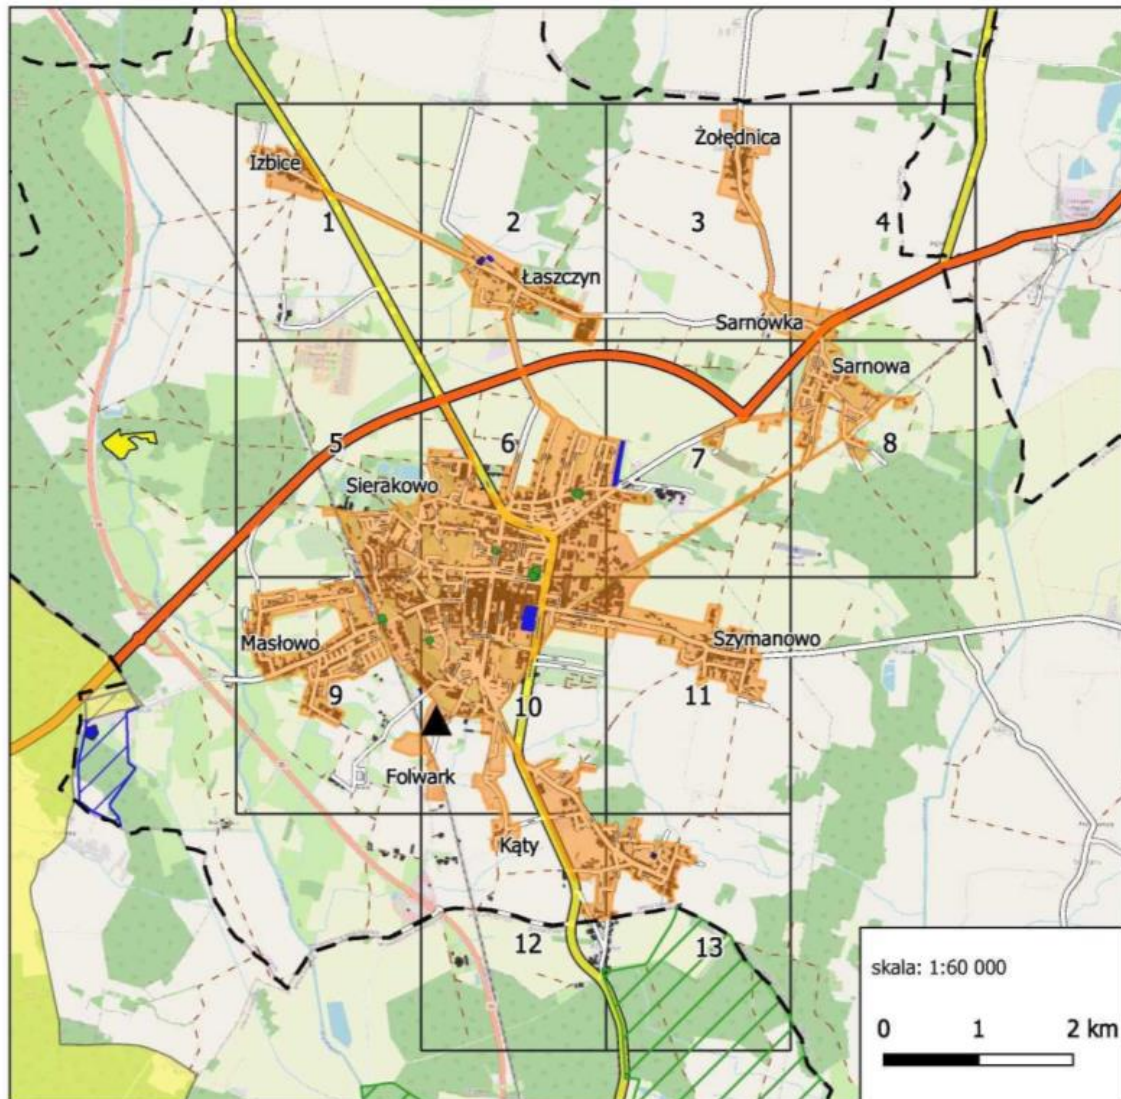 Żołędnica
Izbice
1
2
3
4
Łaszczyn
Sarnówka
Sarnowa
5
6
7
8
Sierakowo
Masłowo
Szymanowo
9
10
11
Folwark
Kąty
12
13
skala: 1:60 000
0 1 2 km